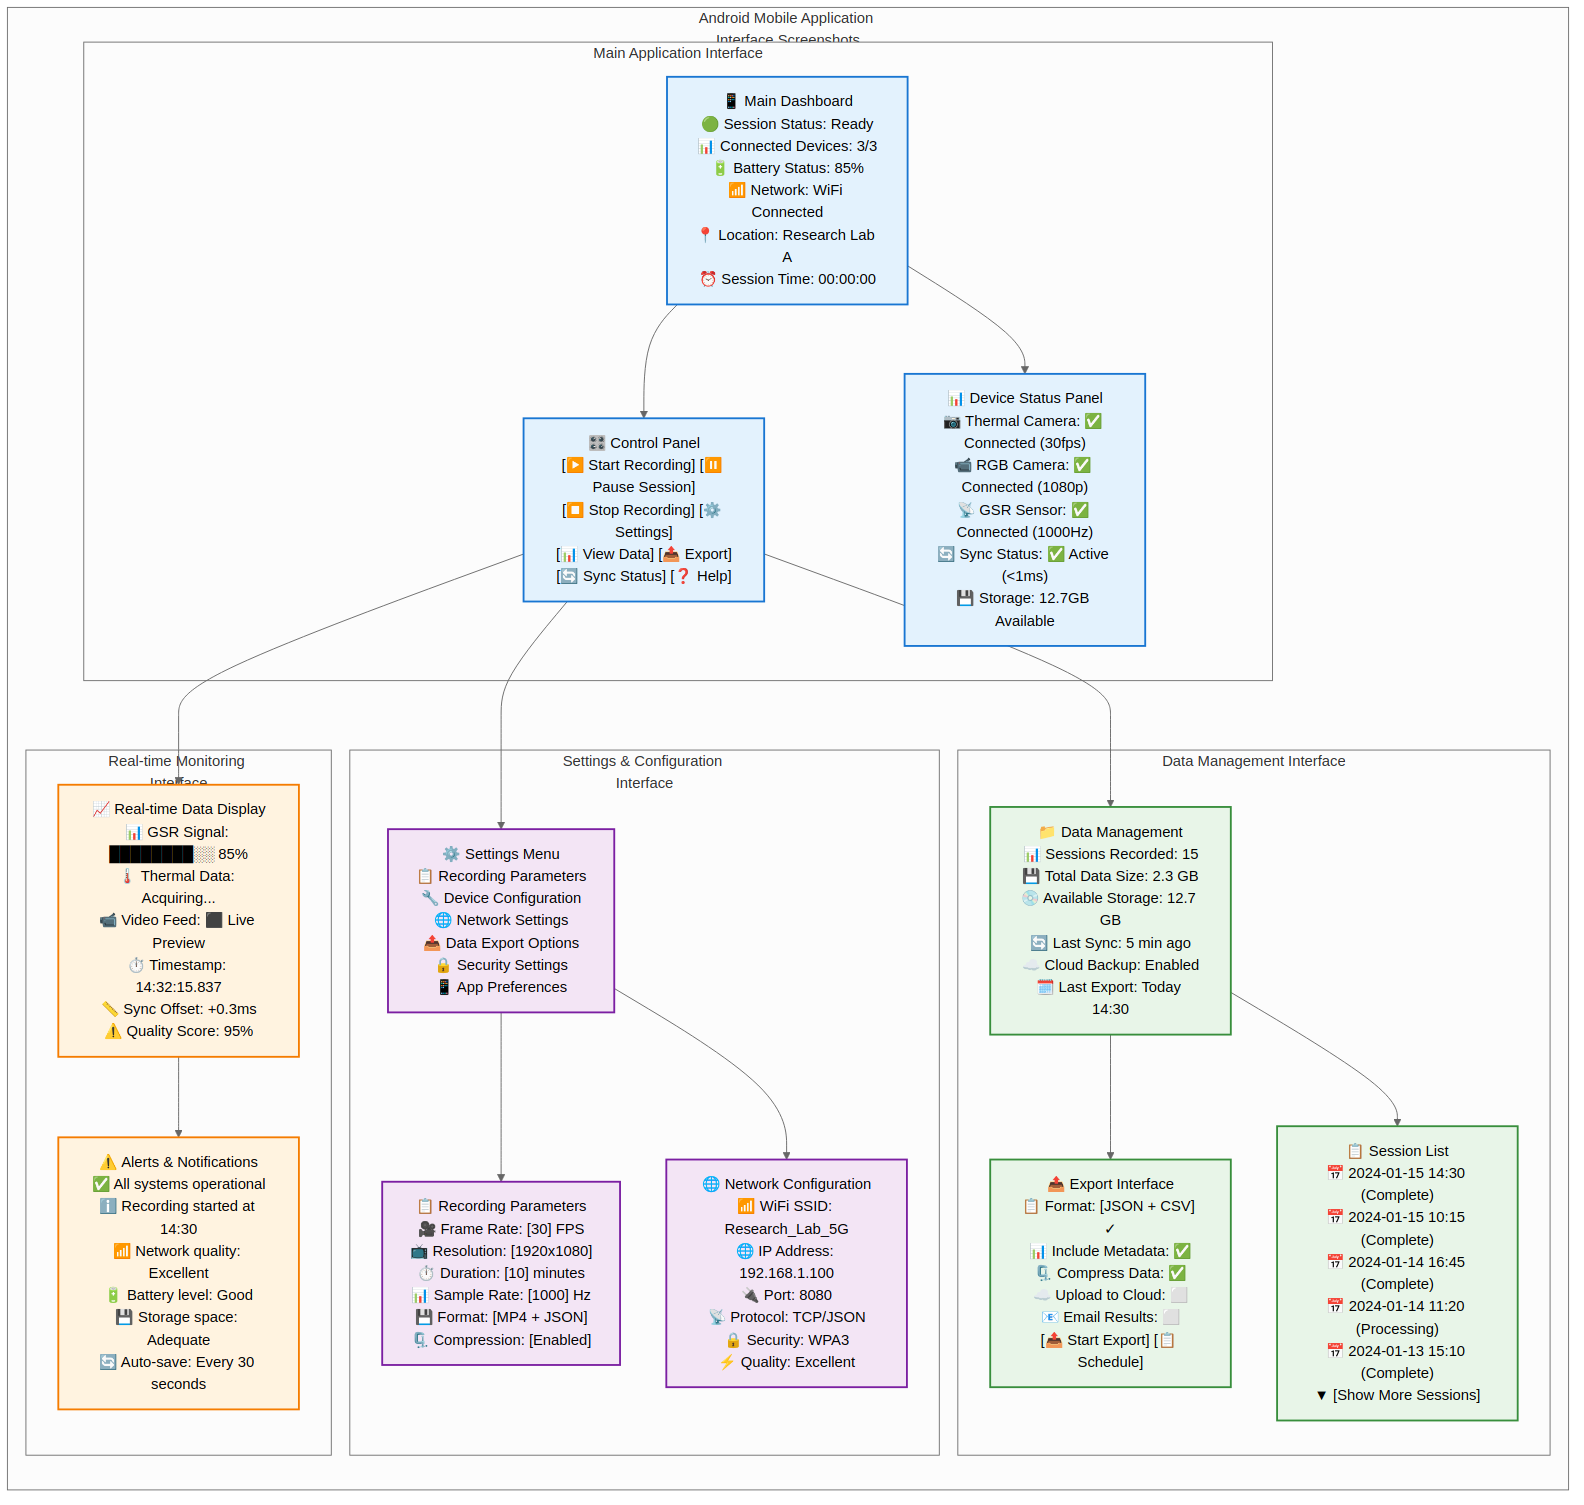 Android Mobile Application
Interface Screenshots
Main Application Interface
📱 Main Dashboard
🟢 Session Status: Ready
📊 Connected Devices: 3/3
🔋 Battery Status: 85%
📶 Network: WiFi
Connected
📍 Location: Research Lab
A
⏰ Session Time: 00:00:00
🎛️ Control Panel
[▶️ Start Recording] [⏸️
Pause Session]
[⏹️ Stop Recording] [⚙️
Settings]
[📊 View Data] [📤 Export]
[🔄 Sync Status] [❓ Help]
📊 Device Status Panel
📷 Thermal Camera: ✅
Connected (30fps)
📹 RGB Camera: ✅
Connected (1080p)
📡 GSR Sensor: ✅
Connected (1000Hz)
🔄 Sync Status: ✅ Active
(<1ms)
💾 Storage: 12.7GB
Available
Real-time Monitoring
Interface
📈 Real-time Data Display
📊 GSR Signal:
████████░░ 85%
🌡️ Thermal Data:
Acquiring...
📹 Video Feed: ⬛ Live
Preview
⏱️ Timestamp:
14:32:15.837
📏 Sync Offset: +0.3ms
⚠️ Quality Score: 95%
⚠️ Alerts & Notifications
✅ All systems operational
ℹ️ Recording started at
14:30
📶 Network quality:
Excellent
🔋 Battery level: Good
💾 Storage space:
Adequate
🔄 Auto-save: Every 30
seconds
Settings & Configuration
Interface
⚙️ Settings Menu
📋 Recording Parameters
🔧 Device Configuration
🌐 Network Settings
📤 Data Export Options
🔒 Security Settings
📱 App Preferences
📋 Recording Parameters
🎥 Frame Rate: [30] FPS
📺 Resolution: [1920x1080]
⏱️ Duration: [10] minutes
📊 Sample Rate: [1000] Hz
💾 Format: [MP4 + JSON]
🗜️ Compression: [Enabled]
🌐 Network Configuration
📶 WiFi SSID:
Research_Lab_5G
🌐 IP Address:
192.168.1.100
🔌 Port: 8080
📡 Protocol: TCP/JSON
🔒 Security: WPA3
⚡ Quality: Excellent
Data Management Interface
📁 Data Management
📊 Sessions Recorded: 15
💾 Total Data Size: 2.3 GB
💿 Available Storage: 12.7
GB
🔄 Last Sync: 5 min ago
☁️ Cloud Backup: Enabled
🗓️ Last Export: Today
14:30
📤 Export Interface
📋 Format: [JSON + CSV]
✓
📊 Include Metadata: ✅
🗜️ Compress Data: ✅
☁️ Upload to Cloud: ⬜
📧 Email Results: ⬜
[📤 Start Export] [📋
Schedule]
📋 Session List
📅 2024-01-15 14:30
(Complete)
📅 2024-01-15 10:15
(Complete)
📅 2024-01-14 16:45
(Complete)
📅 2024-01-14 11:20
(Processing)
📅 2024-01-13 15:10
(Complete)
▼ [Show More Sessions]